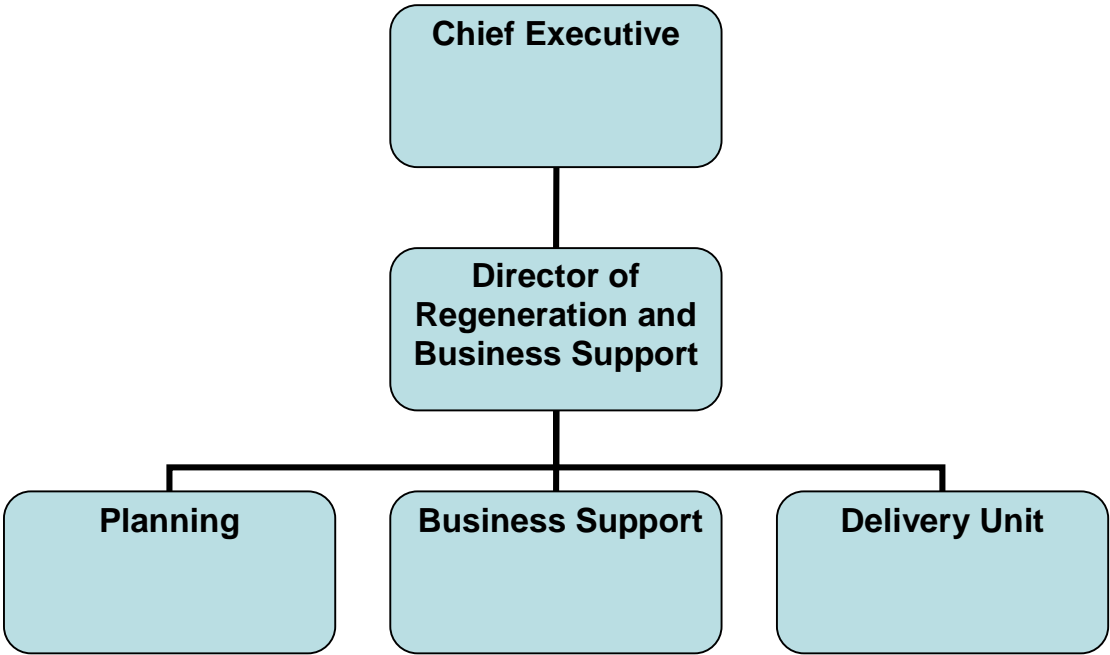 Chief Executive
Director of
Regeneration and
Business Support
Planning
Business Support
Delivery Unit